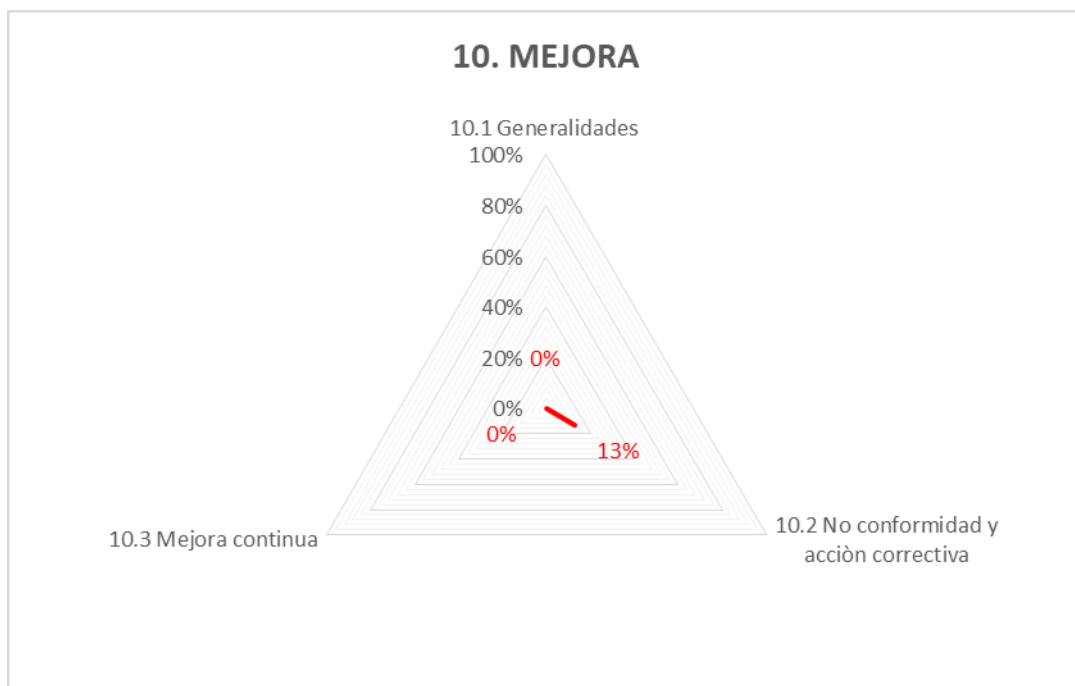 10. MEJORA
10.1 Generalidades
100%
80%
60%
40%
20%
0%
0%
0%
13%
10.3 Mejora continua
10.2 No conformidad y
acciòn correctiva